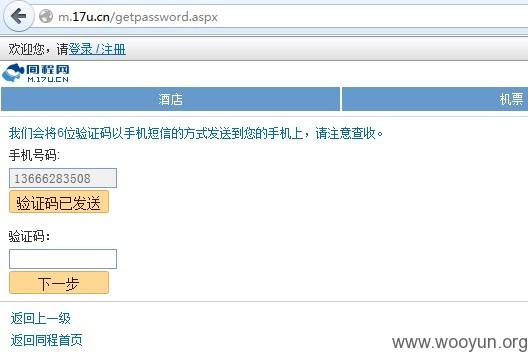 m.17u.cn/getpassword.aspx
欢迎您，请登录 / 注册
同程网
M.17U.CN
酒店 机票
我们会将6位验证码以手机短信的方式发送到您的手机上，请注意查收。
手机号码:
13666283508
验证码已发送
验证码：
下一步
返回上一级
返回同程首页
www.wooyun.org